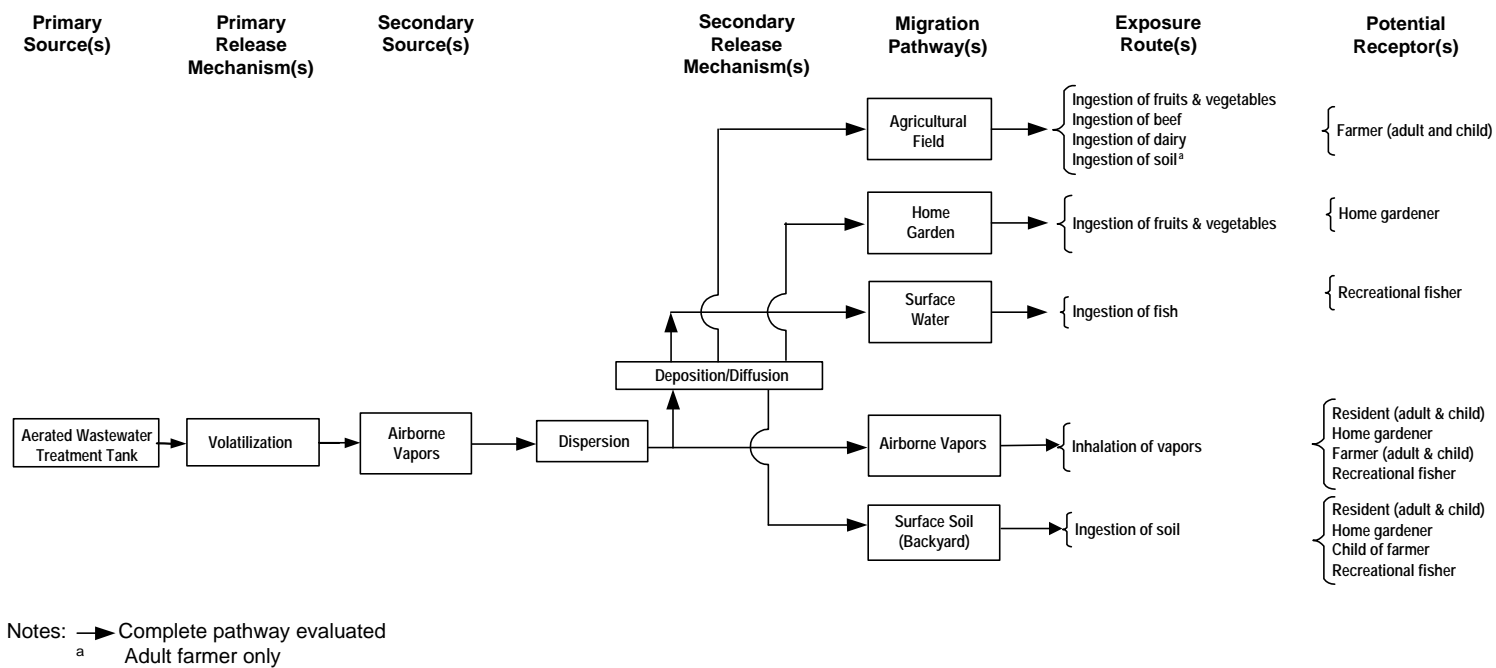 Primary
Source(s)
Primary
Release
Mechanism(s)
Secondary
Source(s)
Secondary
Release
Mechanism(s)
Migration
Pathway(s)
Exposure
Route(s)
Potential
Receptor(s)
Agricultural
Field
Ingestion of fruits & vegetables
Ingestion of beef
Ingestion of dairy
Ingestion of soil a
Farmer (adult and child)
Home
Garden
Ingestion of fruits & vegetables
Home gardener
Surface
Water
Ingestion of fish
Recreational fisher
Deposition/Diffusion
Aerated Wastewater
Treatment Tank
Volatilization
Airborne
Vapors
Dispersion
Airborne Vapors
Inhalation of vapors
Resident (adult & child)
Home gardener
Farmer (adult & child)
Recreational fisher
Surface Soil
(Backyard)
Ingestion of soil
Resident (adult & child)
Home gardener
Child of farmer
Recreational fisher
Notes: Complete pathway evaluated
a Adult farmer only